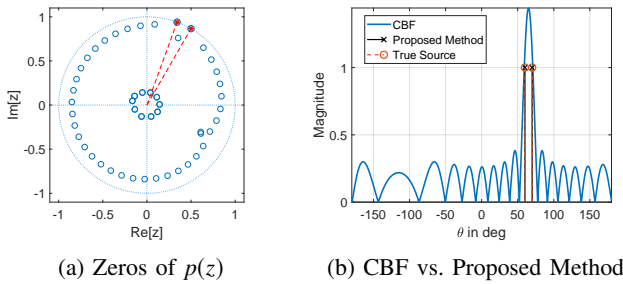 1
0.5
0
-0.5
-1
-1
-0.5
0
0.5
1
Im[z]
Re[z]
(a) Zeros of p(z)
CBF
Proposed Method
True Source
1
0.5
0
-150
-100
-50
0
50
100
150
Magnitude
θ in deg
(b) CBF vs. Proposed Method